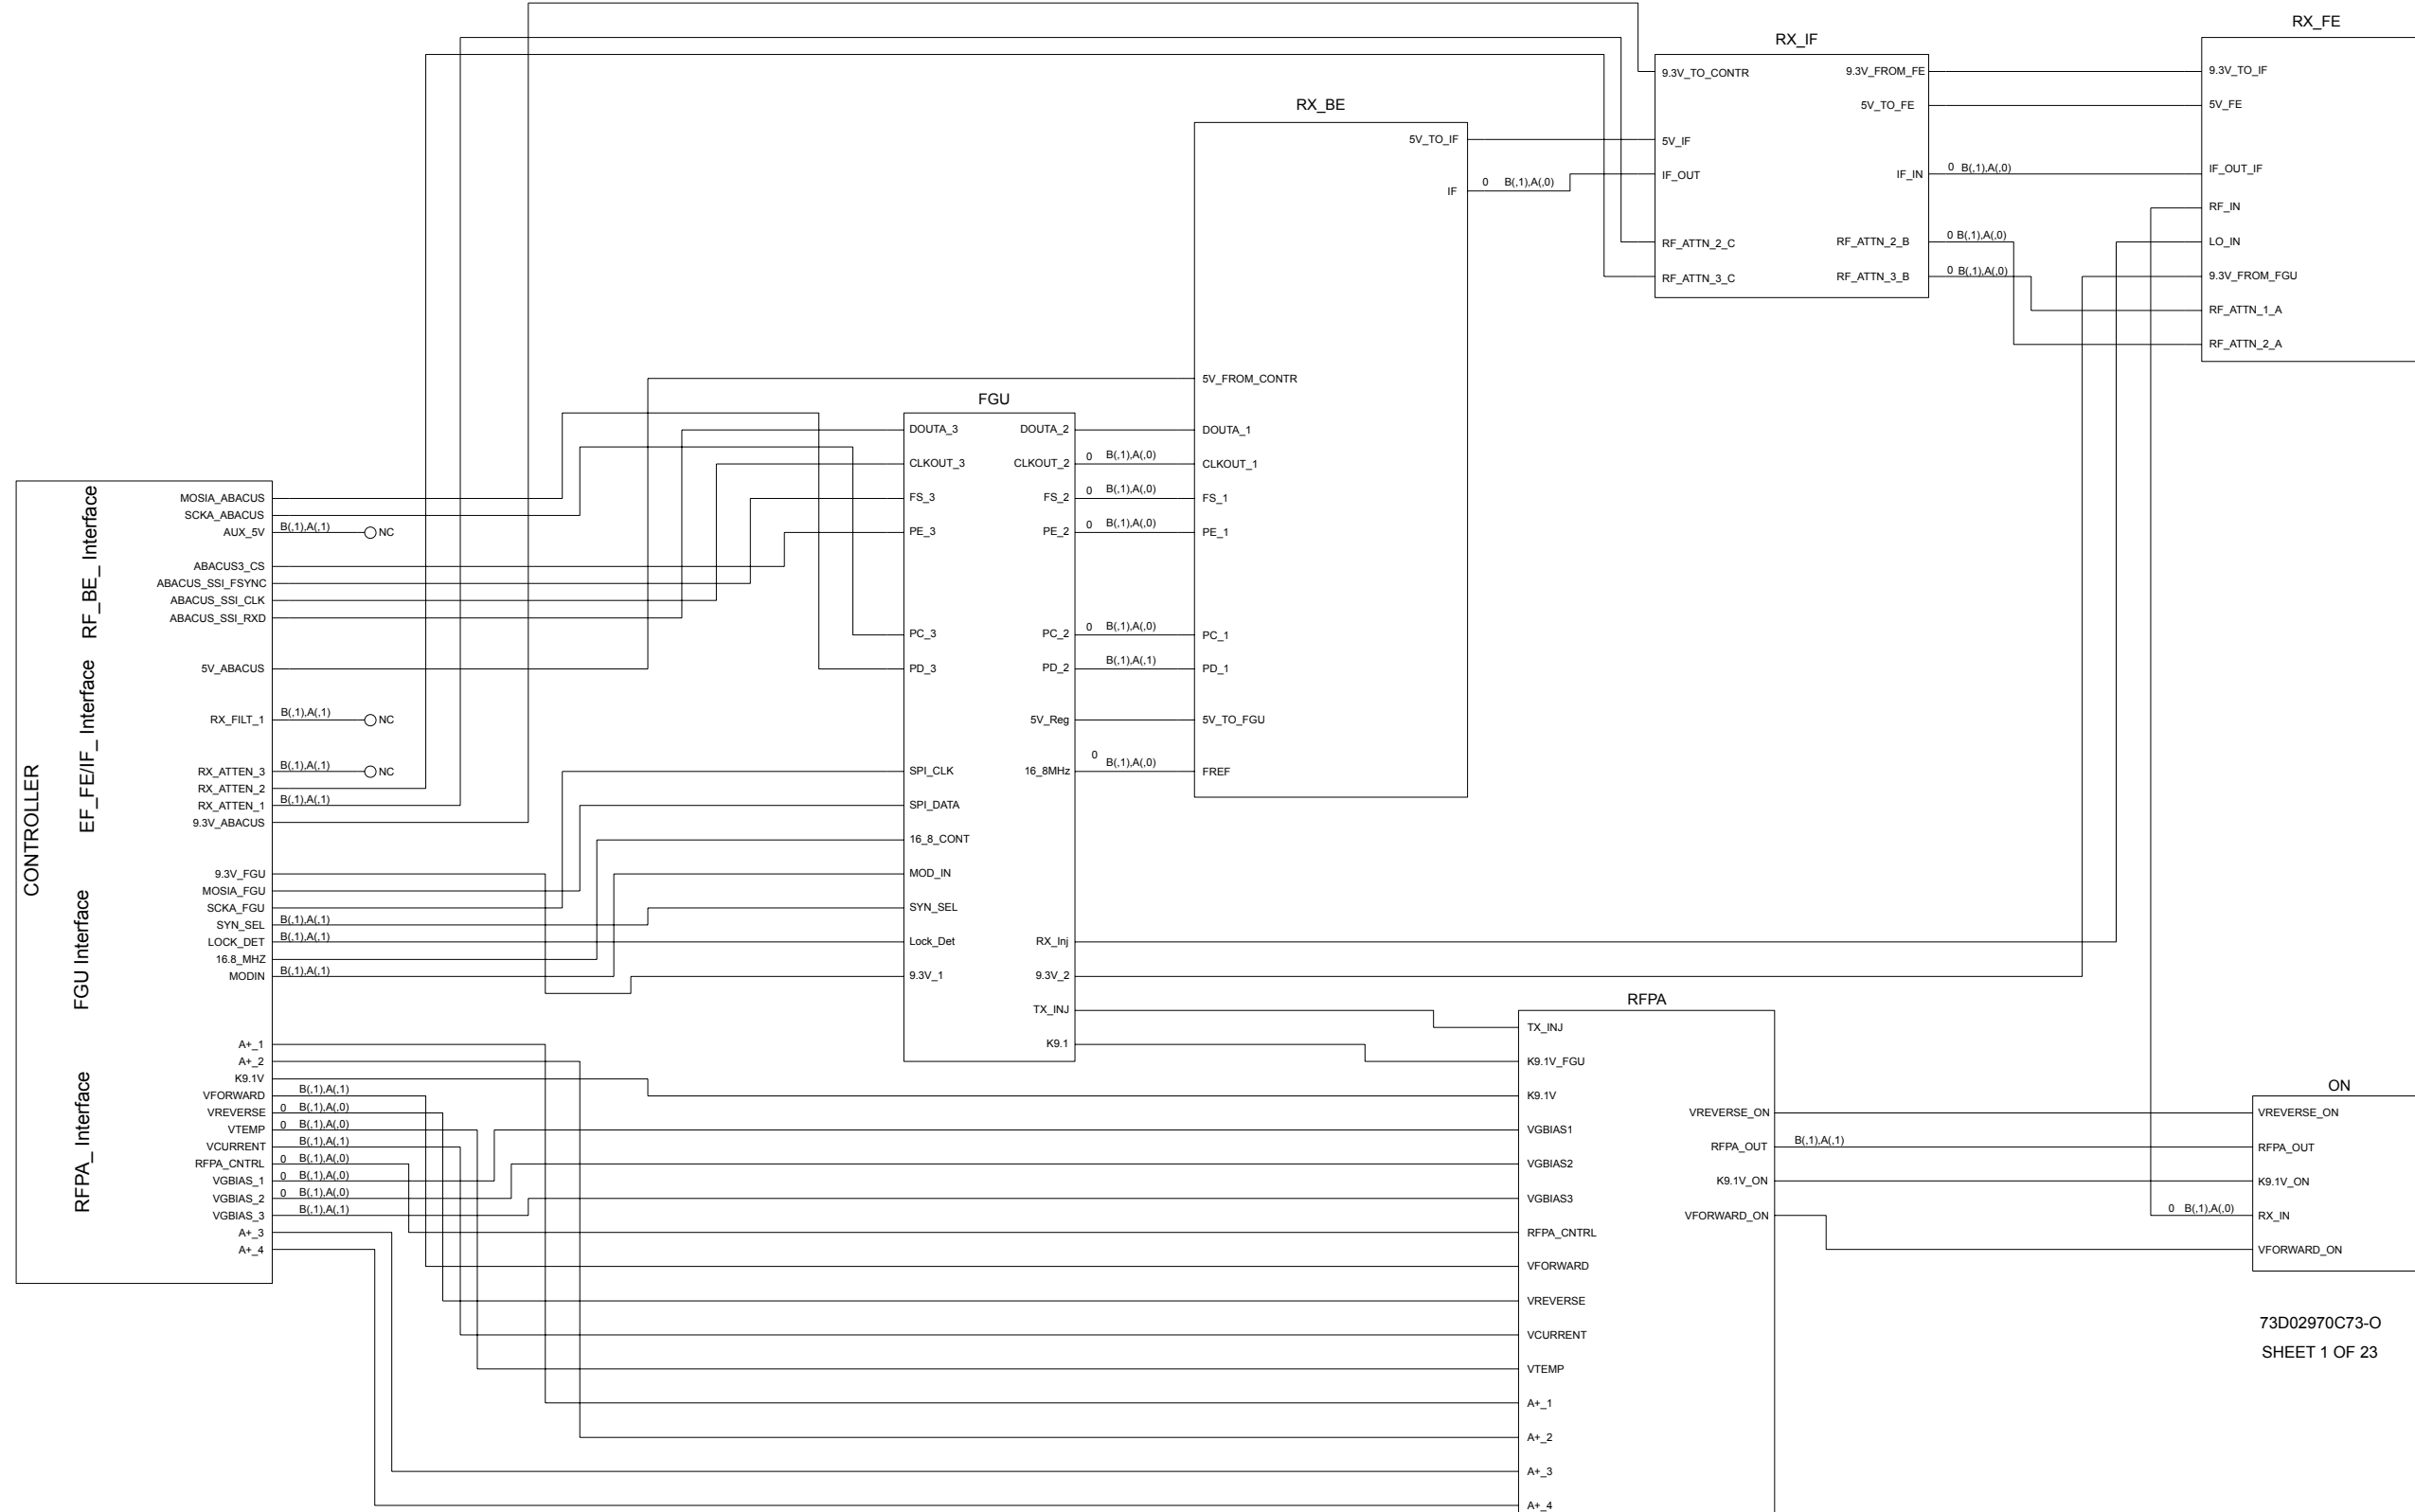 RX_FE
9.3V_TO_IF
5V_FE
IF_OUT_IF
RF_IN
LO_IN
9.3V_FROM_FGU
RF_ATTN_1_A
RF_ATTN_2_A
RX_IF
9.3V_TO_CONTR
9.3V_FROM_FE
5V_TO_FE
5V_IF
IF_OUT
IF_IN
0 B(,1),A(,0)
RF_ATTN_2_C
RF_ATTN_2_B
0 B(,1),A(,0)
RF_ATTN_3_C
RF_ATTN_3_B
0 B(,1),A(,0)
RX_BE
5V_TO_IF
IF
0 B(,1),A(,0)
5V_FROM_CONTR
DOUTA_1
CLKOUT_1
FS_1
PE_1
PC_1
PD_1
5V_TO_FGU
FREF
FGU
DOUTA_3
DOUTA_2
CLKOUT_3
CLKOUT_2
0 B(,1),A(,0)
FS_3
FS_2
0 B(,1),A(,0)
PE_3
PE_2
0 B(,1),A(,0)
PC_3
PC_2
0 B(,1),A(,0)
PD_3
PD_2
B(,1),A(,1)
5V_Reg
SPI_CLK
16_8MHz
0 B(,1),A(,0)
SPI_DATA
16_8_CONT
MOD_IN
SYN_SEL
Lock_Det
RX_Inj
9.3V_1
9.3V_2
TX_INJ
K9.1
CONTROLLER
RF_BE_ Interface
MOSIA_ABACUS
SCKA_ABACUS
AUX_5V
B(,1),A(,1)
NC
ABACUS3_CS
ABACUS_SSI_FSYNC
ABACUS_SSI_CLK
ABACUS_SSI_RXD
EF_FE/IF_ Interface
5V_ABACUS
RX_FILT_1
B(,1),A(,1)
NC
RX_ATTEN_3
B(,1),A(,1)
NC
RX_ATTEN_2
RX_ATTEN_1
B(,1),A(,1)
9.3V_ABACUS
FGU Interface
9.3V_FGU
MOSIA_FGU
SCKA_FGU
SYN_SEL
B(,1),A(,1)
LOCK_DET
B(,1),A(,1)
16.8_MHZ
MODIN
B(,1),A(,1)
RFPA_ Interface
A+_1
A+_2
K9.1V
VFORWARD
B(,1),A(,1)
VREVERSE
0 B(,1),A(,0)
VTEMP
0 B(,1),A(,0)
VCURRENT
B(,1),A(,1)
RFPA_CNTRL
0 B(,1),A(,0)
VGBIAS_1
0 B(,1),A(,0)
VGBIAS_2
0 B(,1),A(,0)
VGBIAS_3
B(,1),A(,1)
A+_3
A+_4
RFPA
TX_INJ
K9.1V_FGU
K9.1V
VREVERSE_ON
VGBIAS1
RFPA_OUT
B(,1),A(,1)
VGBIAS2
K9.1V_ON
VGBIAS3
VFORWARD_ON
RFPA_CNTRL
VFORWARD
VREVERSE
VCURRENT
VTEMP
A+_1
A+_2
A+_3
A+_4
ON
VREVERSE_ON
RFPA_OUT
K9.1V_ON
0 B(,1),A(,0)
RX_IN
VFORWARD_ON
73D02970C73-O
SHEET 1 OF 23